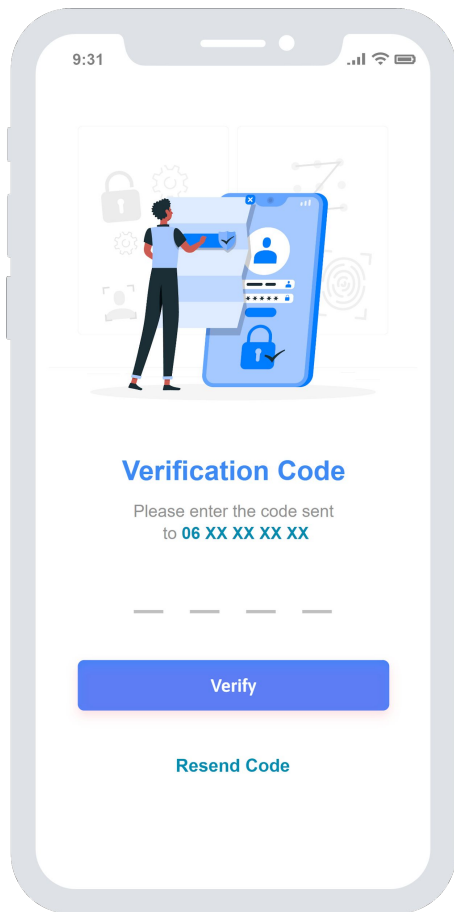 9:31
Verification Code
Please enter the code sent
to 06 XX XX XX XX
Verify
Resend Code